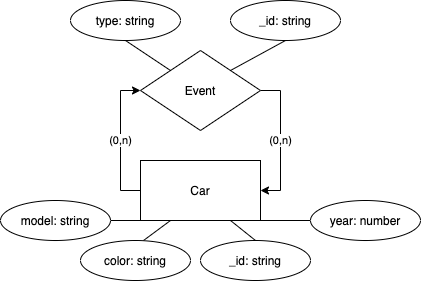 type: string
_id: string
Event
(0,n)
(0,n)
Car
model: string
year: number
color: string
_id: string